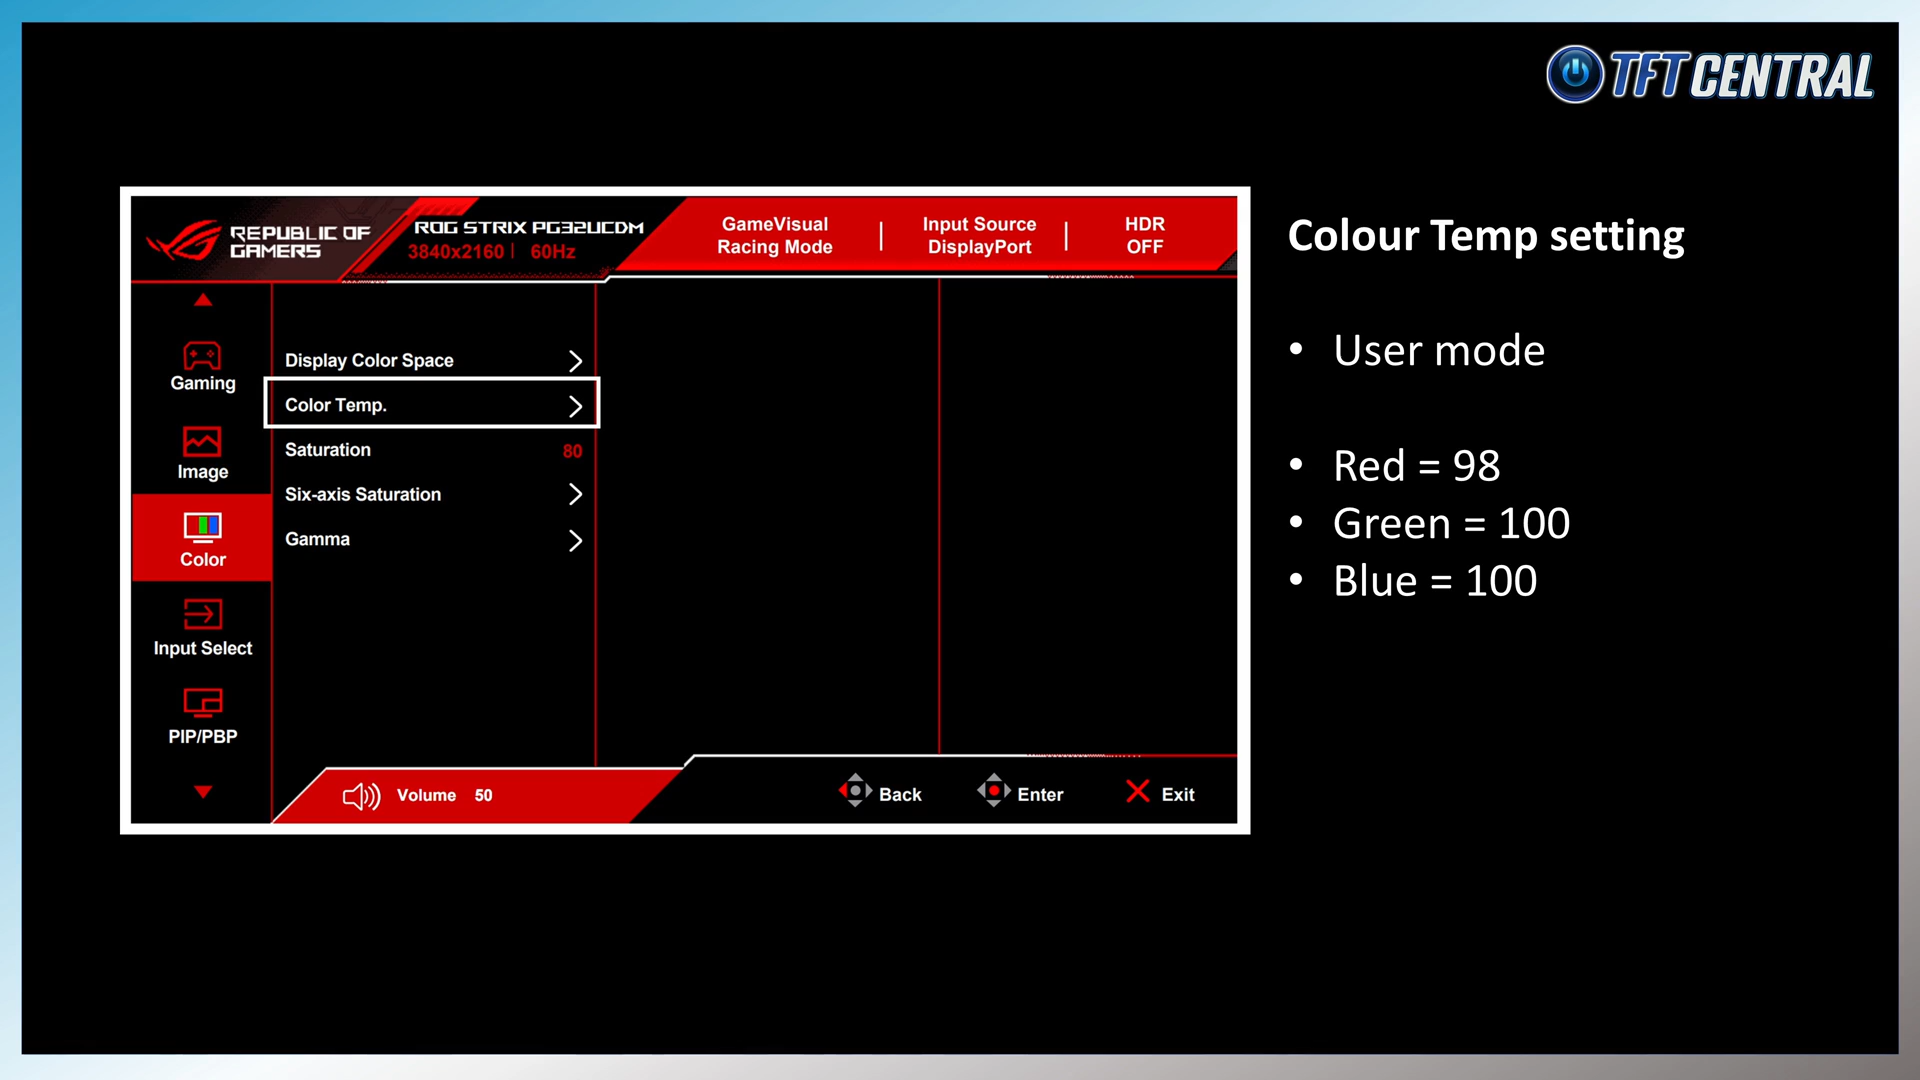 TFT CENTRAL
REPUBLIC OF
GAMERS
ROG STRIX PG32UCDM
3840x2160 | 60Hz
GameVisual
Racing Mode
Input Source
DisplayPort
HDR
OFF
Gaming
Image
Color
Input Select
PIP/PBP
Display Color Space
Color Temp.
Saturation 80
Six-axis Saturation
Gamma
Volume 50
Back
Enter
Exit
Colour Temp setting
• User mode
• Red = 98
• Green = 100
• Blue = 100